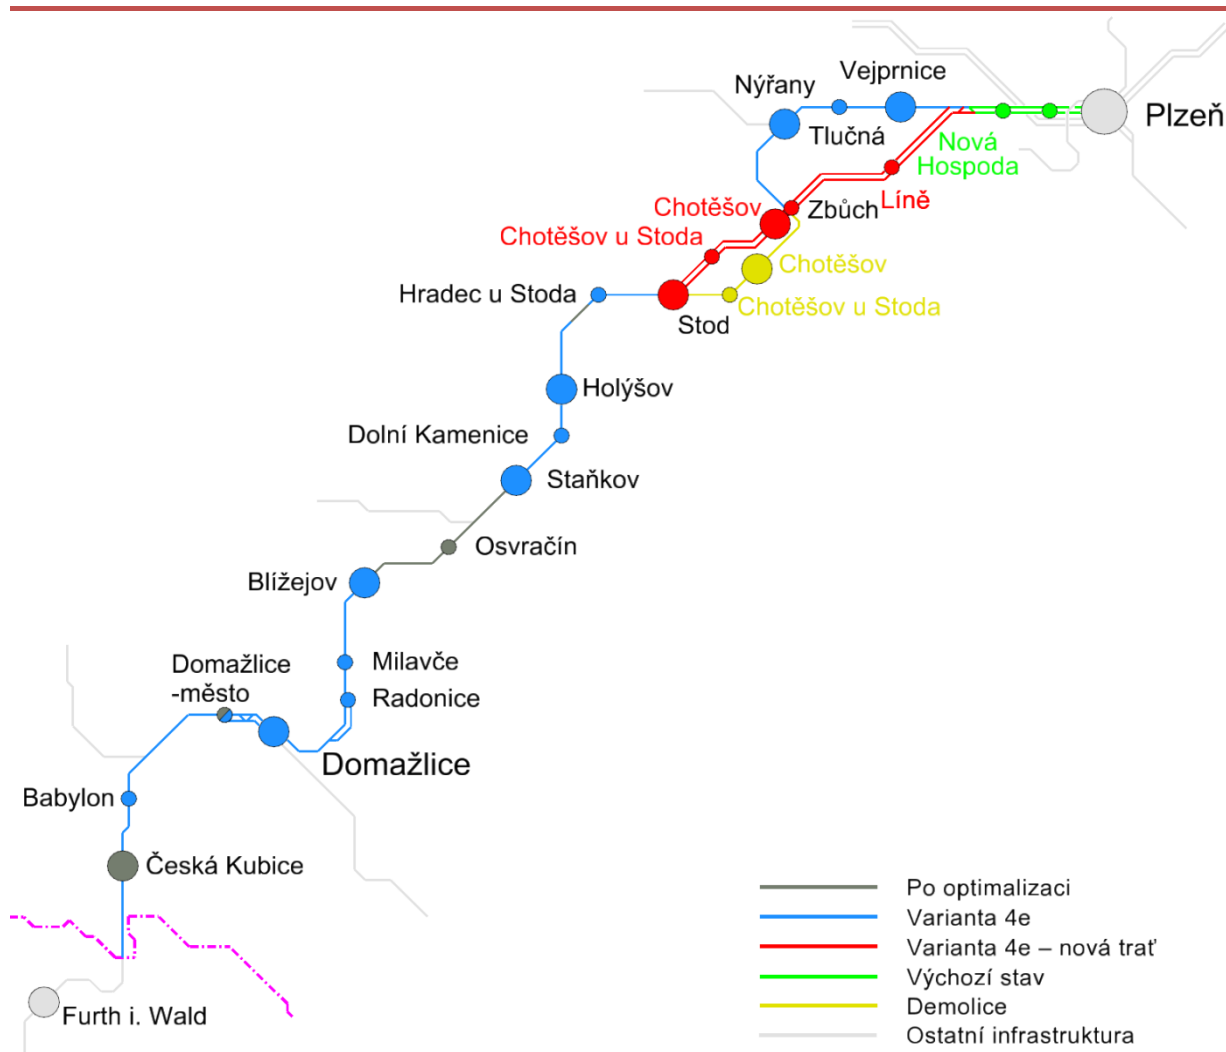 Vejprnice
Nýřany
Plzeň
Tlučná
Nová
Hospoda
Líně
Zbůch
Chotěšov
Chotěšov u Stoda
Chotěšov
Chotěšov u Stoda
Hradec u Stoda
Stod
Holýšov
Dolní Kamenice
Staňkov
Osvračín
Blížejov
Milavče
Domažlice
-město
Radonice
Domažlice
Babylon
Česká Kubice
Furth i. Wald
Po optimalizaci
Varianta 4e
Varianta 4e – nová trať
Výchozí stav
Demolice
Ostatní infrastruktura